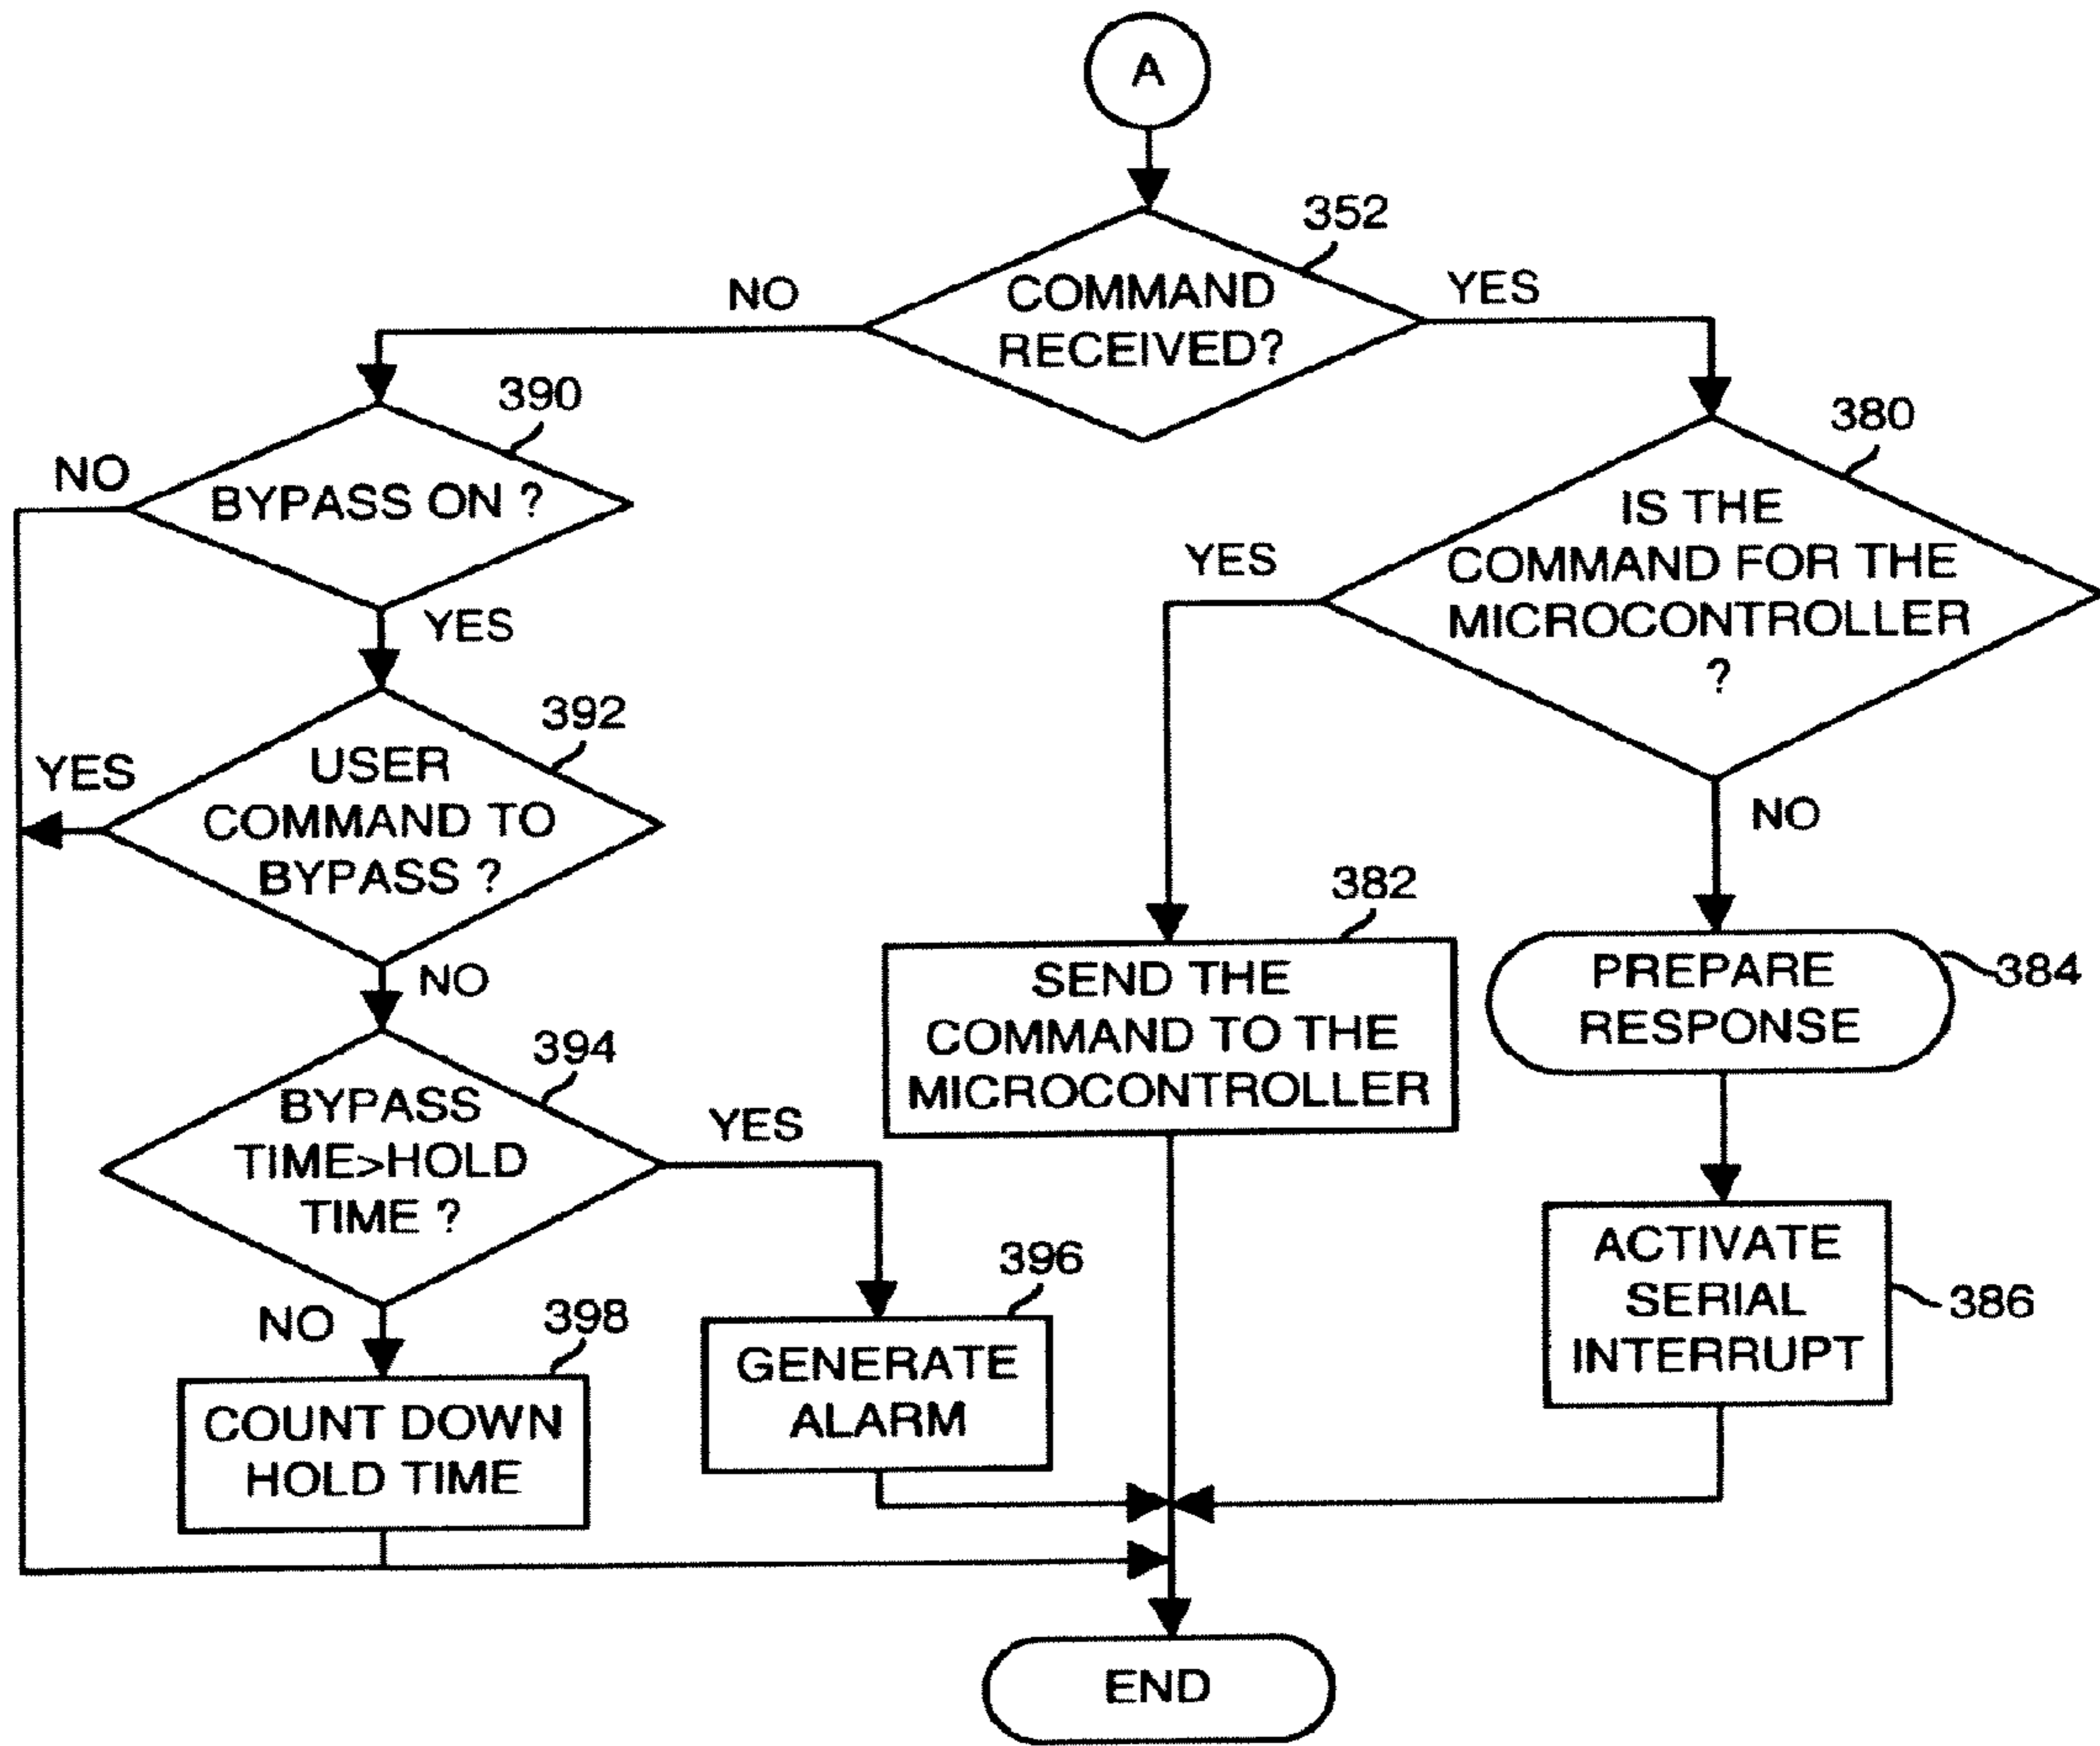 A
352
COMMAND
RECEIVED?
NO
YES
390
BYPASS ON ?
NO
YES
380
IS THE
COMMAND FOR THE
MICROCONTROLLER
?
YES
NO
392
USER
COMMAND TO
BYPASS ?
YES
NO
382
SEND THE
COMMAND TO THE
MICROCONTROLLER
384
PREPARE
RESPONSE
394
BYPASS
TIME>HOLD
TIME ?
YES
NO
386
ACTIVATE
SERIAL
INTERRUPT
396
GENERATE
ALARM
398
COUNT DOWN
HOLD TIME
END